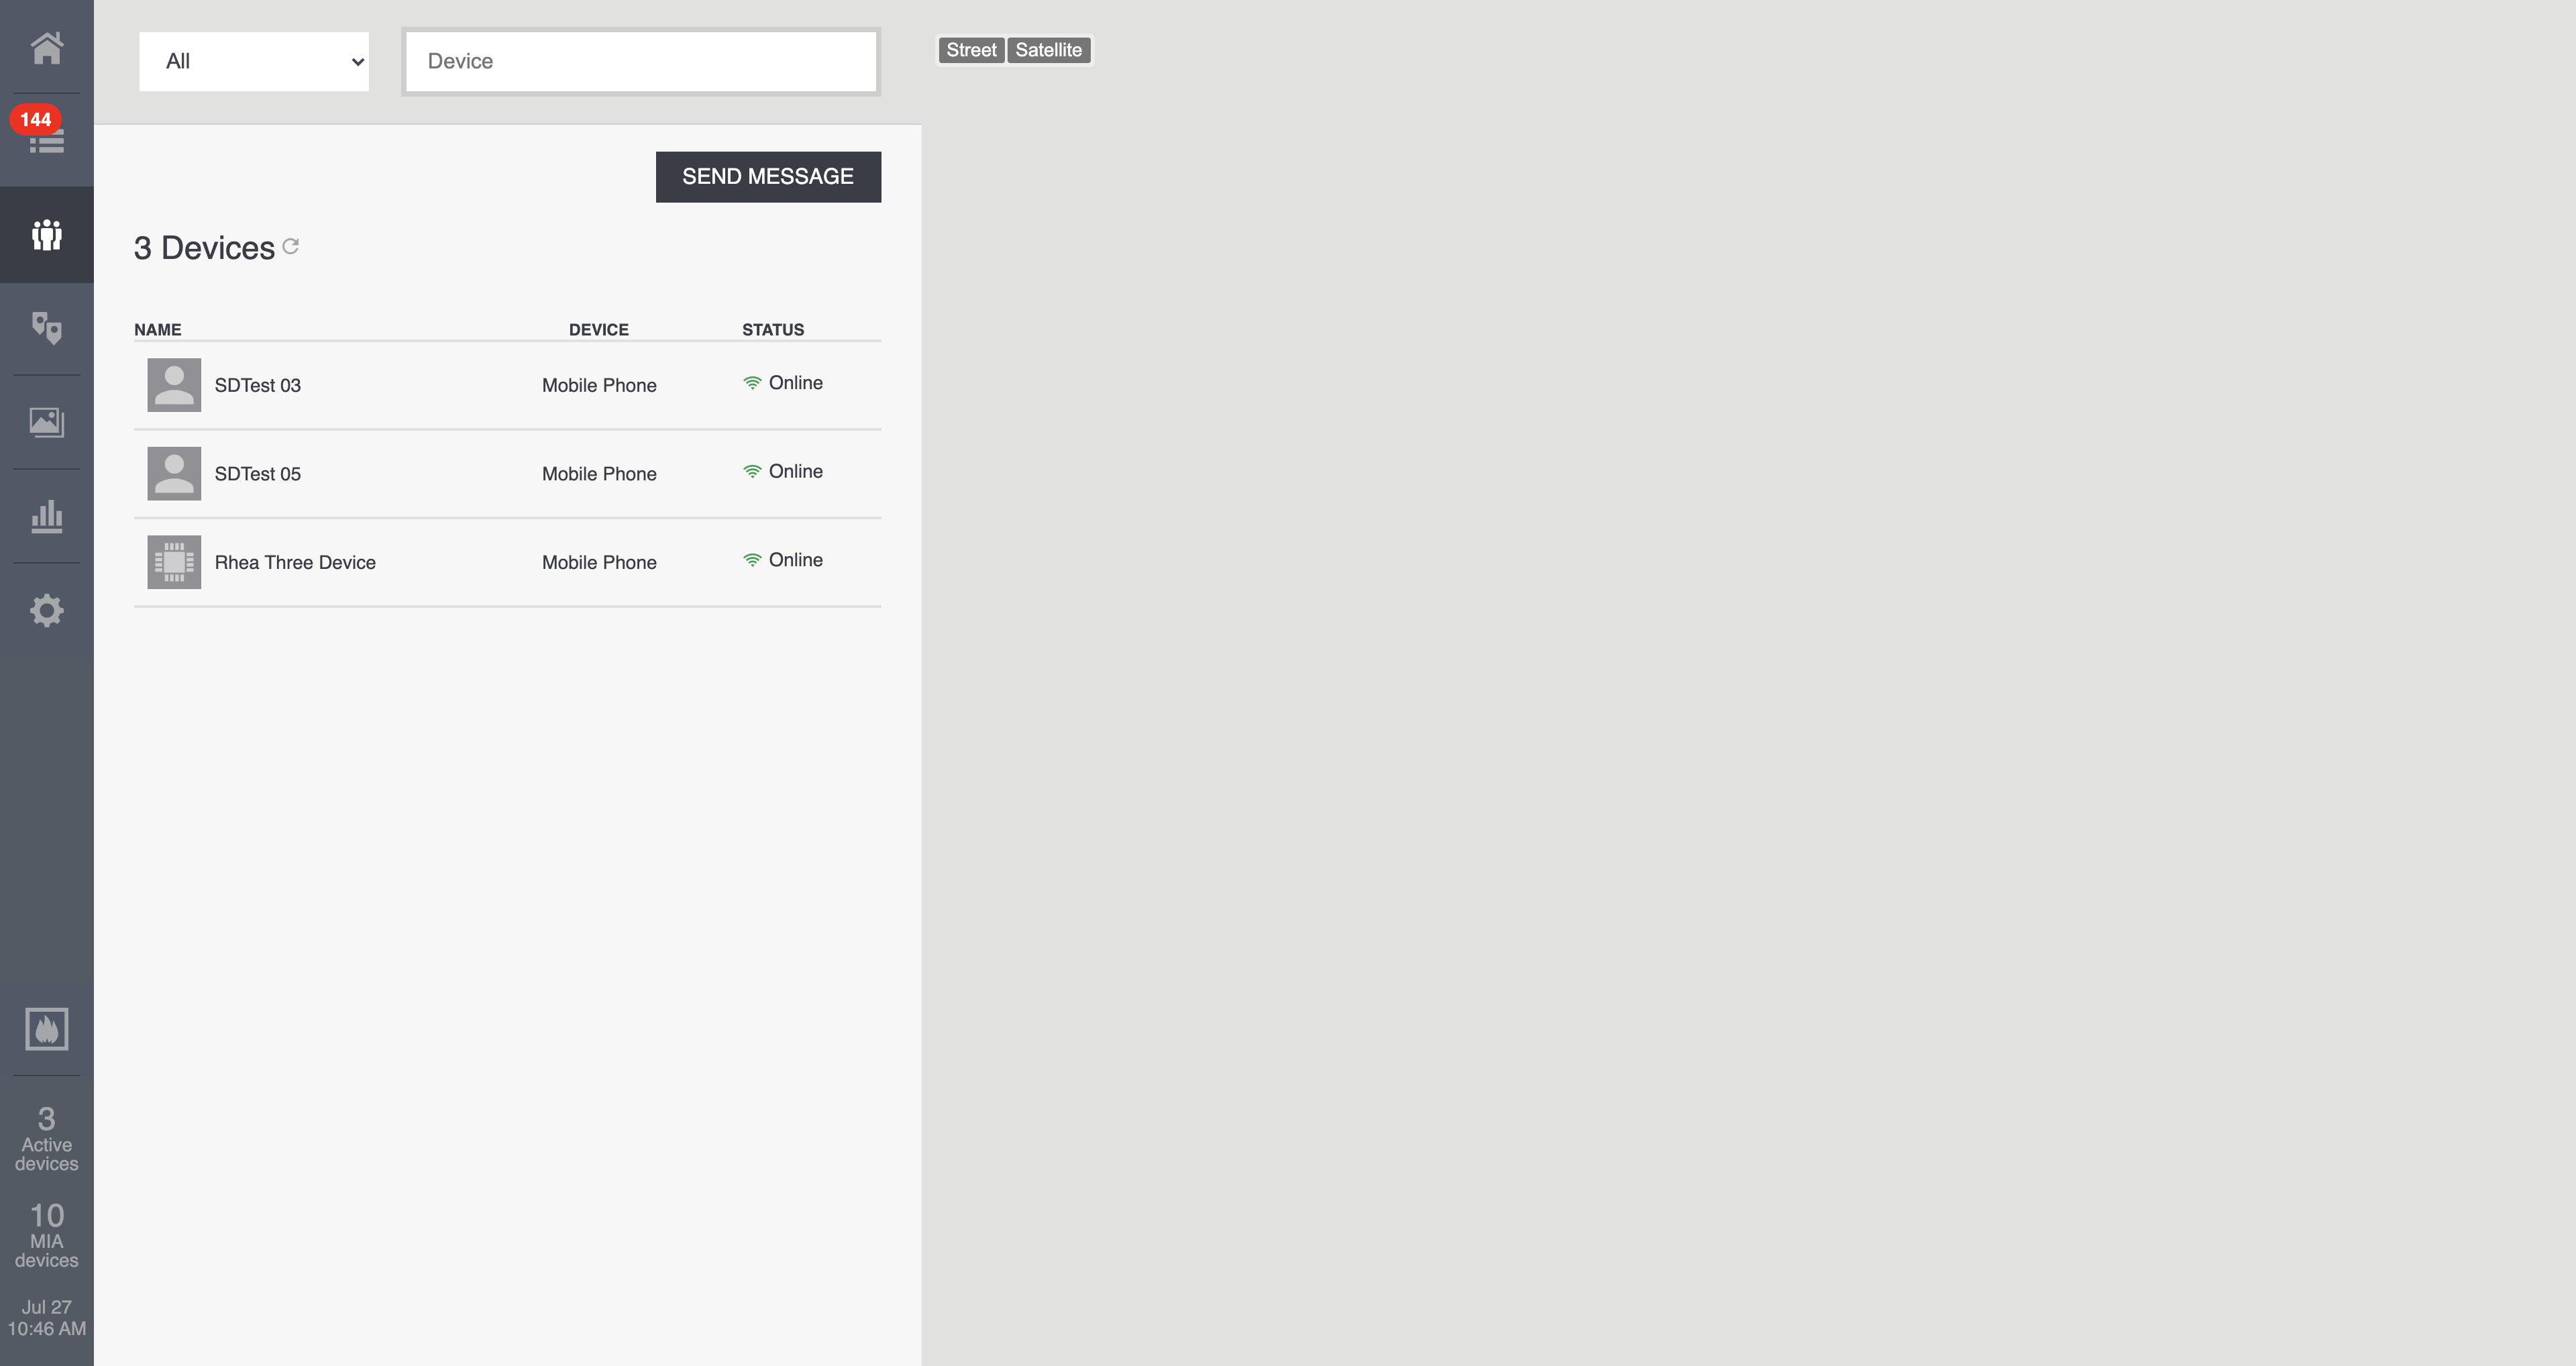 All
Device
Street Satellite
144
SEND MESSAGE
3 Devices
NAME DEVICE STATUS
SDTest 03 Mobile Phone Online
SDTest 05 Mobile Phone Online
Rhea Three Device Mobile Phone Online
3
Active
devices
10
MIA
devices
Jul 27
10:46 AM